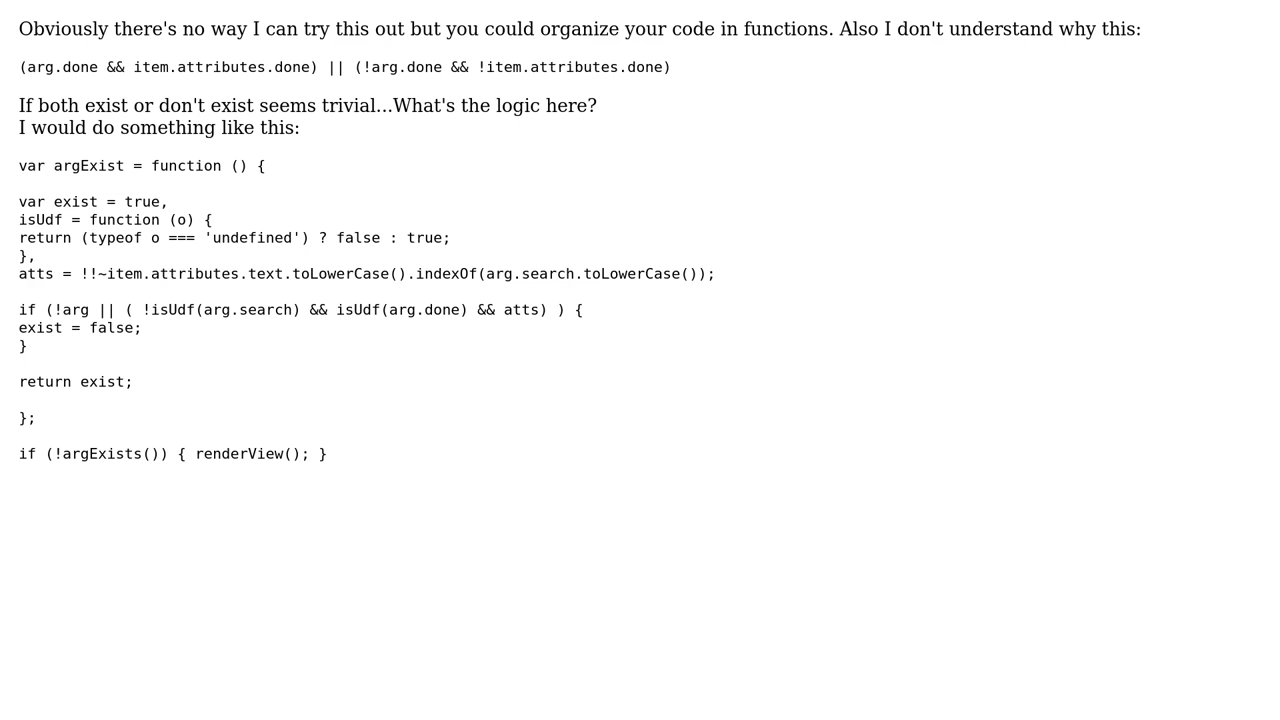 Obviously there's no way I can try this out but you could organize your code in functions. Also I don't understand why this:
(arg.done && item.attributes.done) || (!arg.done && !item.attributes.done)
If both exist or don't exist seems trivial...What's the logic here?
I would do something like this:
var argExist = function () {
var exist = true,
isUdf = function (o) {
return (typeof o === 'undefined') ? false : true;
},
atts = !!~item.attributes.text.toLowerCase().indexOf(arg.search.toLowerCase());
if (!arg || ( !isUdf(arg.search) && isUdf(arg.done) && atts) ) {
exist = false;
}
return exist;
};
if (!argExists()) { renderView(); }